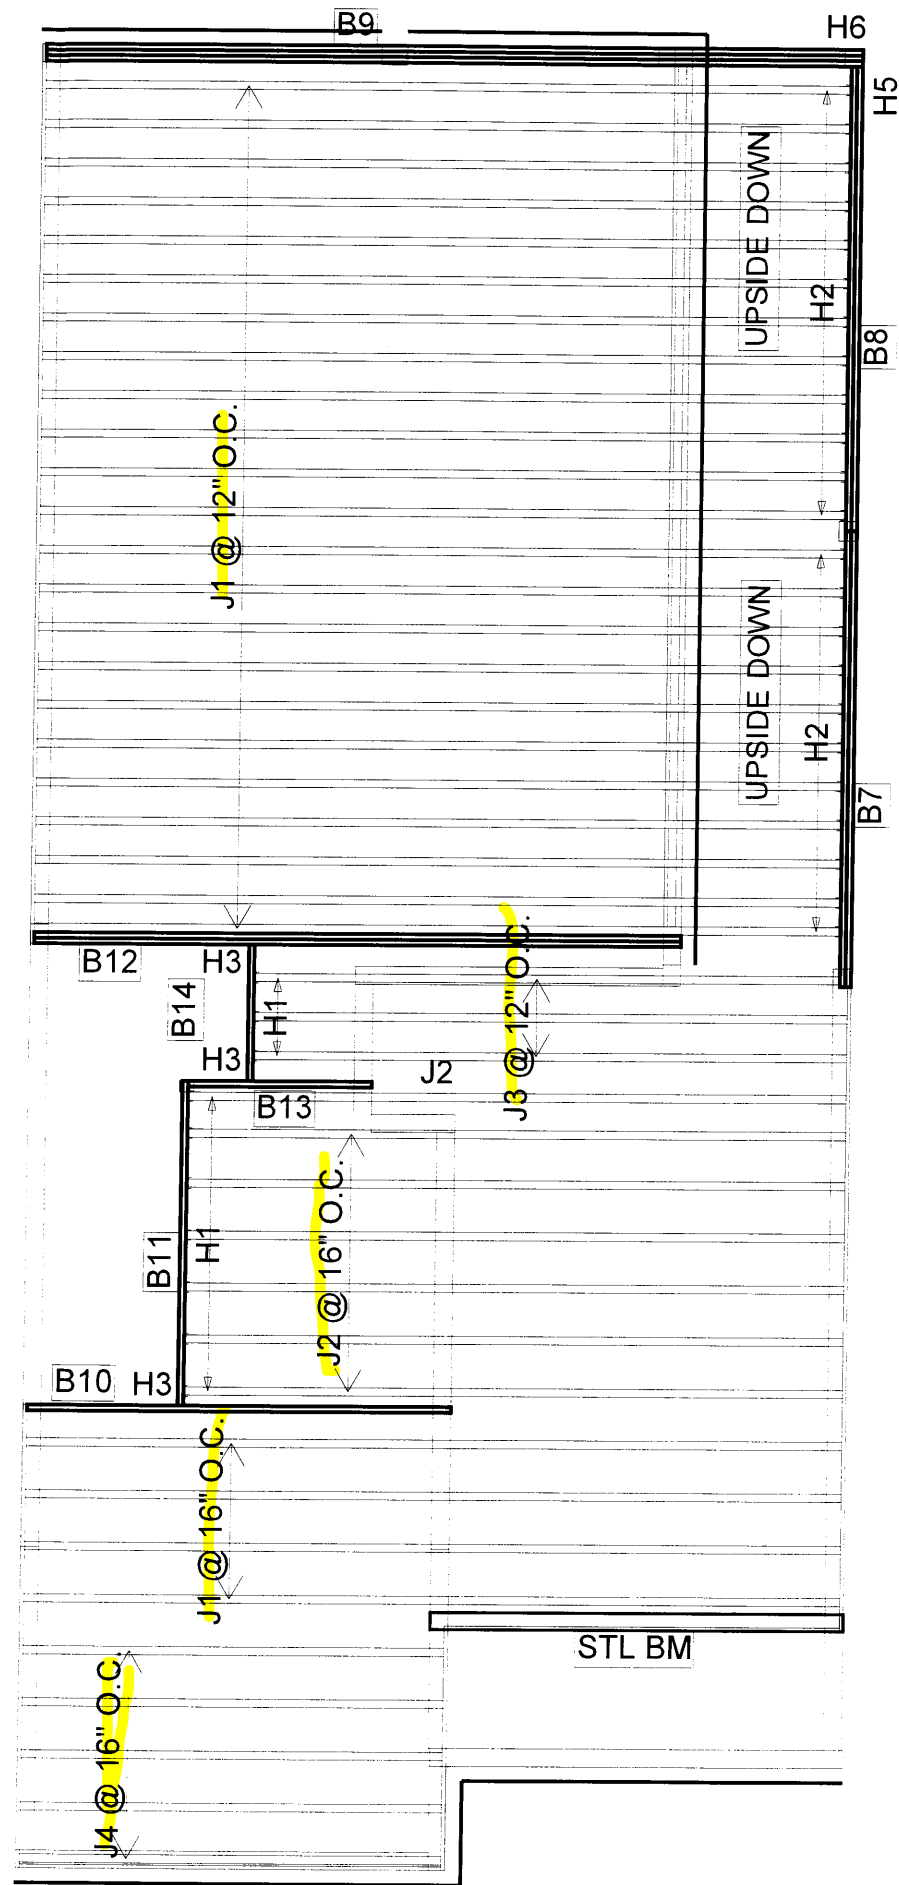 B9
H6
H5
UPSIDE DOWN
H2
B8
J1 @ 12" O.C.
UPSIDE DOWN
H2
B7
B12
H3
B14
H1
J3 @ 12" O.C.
H3
J2
B13
B11
H1
J2 @ 16" O.C.
B10
H3
J1 @ 16" O.C.
STL BM
J4 @ 16" O.C.